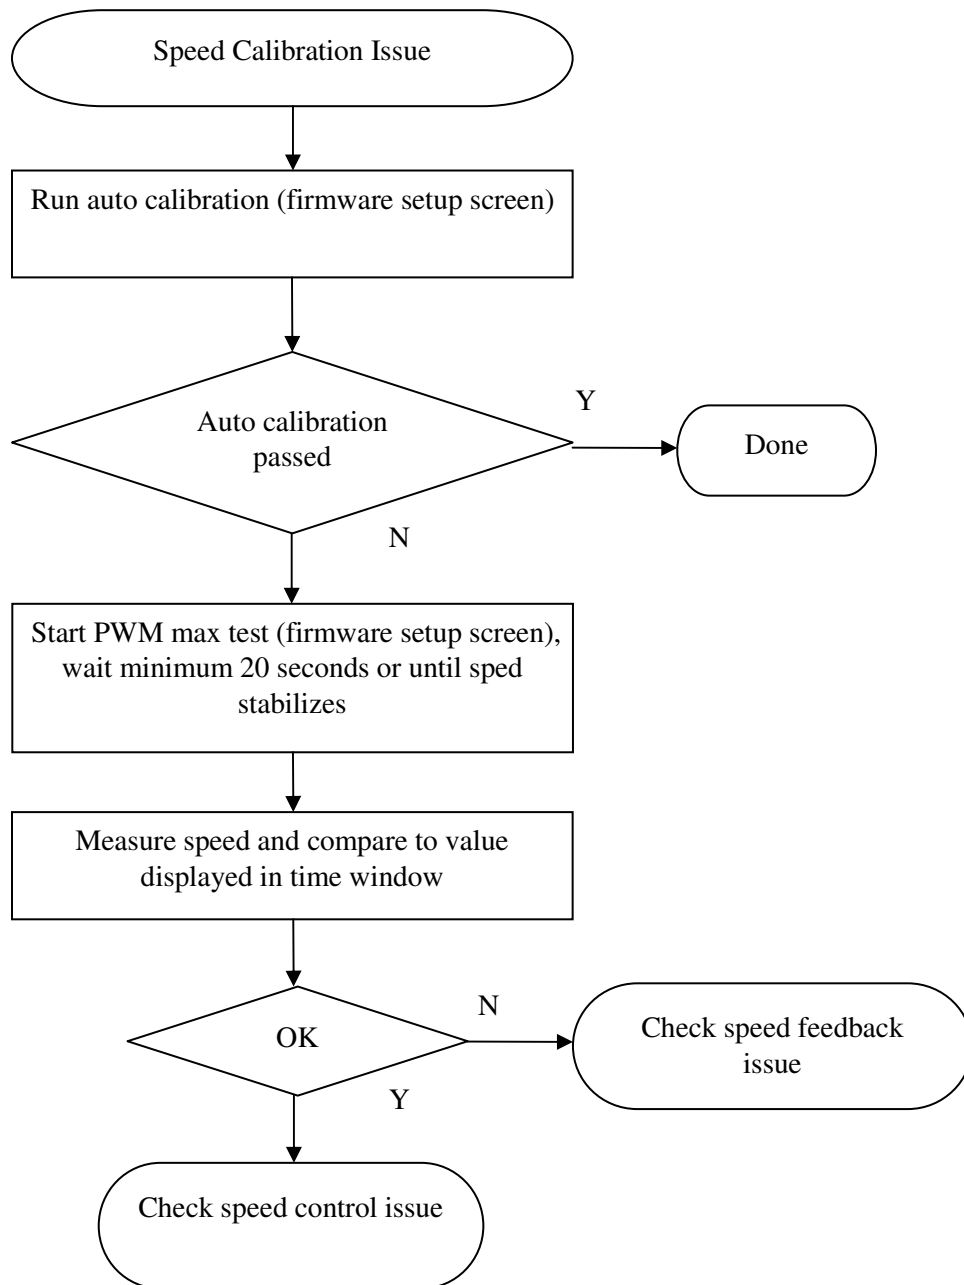 Speed Calibration Issue
Run auto calibration (firmware setup screen)
Auto calibration
passed
Y
Done
N
Start PWM max test (firmware setup screen),
wait minimum 20 seconds or until sped
stabilizes
Measure speed and compare to value
displayed in time window
OK
N
Check speed feedback
issue
Y
Check speed control issue